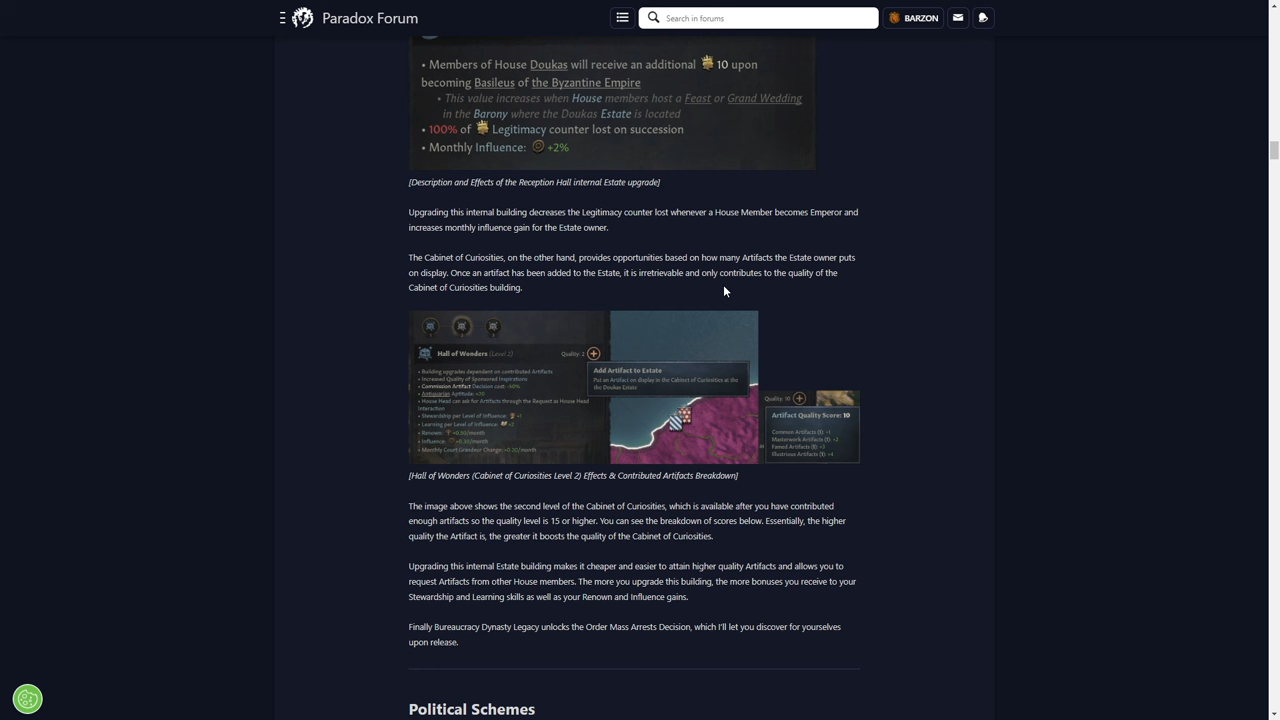 Paradox Forum
Search in forums
BARZON
• Members of House Doukas will receive an additional 10 upon
becoming Basileus of the Byzantine Empire
• This value increases when House members host a Feast or Grand Wedding
in the Barony where the Doukas Estate is located
• 100% of Legitimacy counter lost on succession
• Monthly Influence: +2%
[Description and Effects of the Reception Hall internal Estate upgrade]
Upgrading this internal building decreases the Legitimacy counter lost whenever a House Member becomes Emperor and
increases monthly influence gain for the Estate owner.
The Cabinet of Curiosities, on the other hand, provides opportunities based on how many Artifacts the Estate owner puts
on display. Once an artifact has been added to the Estate, it is irretrievable and only contributes to the quality of the
Cabinet of Curiosities building.
Hall of Wonders (Level 2) Quality: 2
• Building upgrades dependent on contributed Artifacts
• Increased Quality of Sponsored Inspirations
• Commission Artifact Decision cost: -50%
• Antiquarian Aptitude: +20
• House Head can ask for Artifacts through the Request as House Head
Interaction
• Stewardship per Level of Influence: +1
• Learning per Level of Influence: +2
• Renown: +0.30/month
• Influence: +0.30/month
• Monthly Court Grandeur Change: +0.20/month
Add Artifact to Estate
Put an Artifact on display in the Cabinet of Curiosities at the
the Doukas Estate
Quality: 10
Artifact Quality Score: 10
Common Artifacts (1): +1
Masterwork Artifacts (1): +2
Famed Artifacts (1): +3
Illustrious Artifacts (1): +4
[Hall of Wonders (Cabinet of Curiosities Level 2) Effects & Contributed Artifacts Breakdown]
The image above shows the second level of the Cabinet of Curiosities, which is available after you have contributed
enough artifacts so the quality level is 15 or higher. You can see the breakdown of scores below. Essentially, the higher
quality the Artifact is, the greater it boosts the quality of the Cabinet of Curiosities.
Upgrading this internal Estate building makes it cheaper and easier to attain higher quality Artifacts and allows you to
request Artifacts from other House members. The more you upgrade this building, the more bonuses you receive to your
Stewardship and Learning skills as well as your Renown and Influence gains.
Finally Bureaucracy Dynasty Legacy unlocks the Order Mass Arrests Decision, which I'll let you discover for yourselves
upon release.
Political Schemes